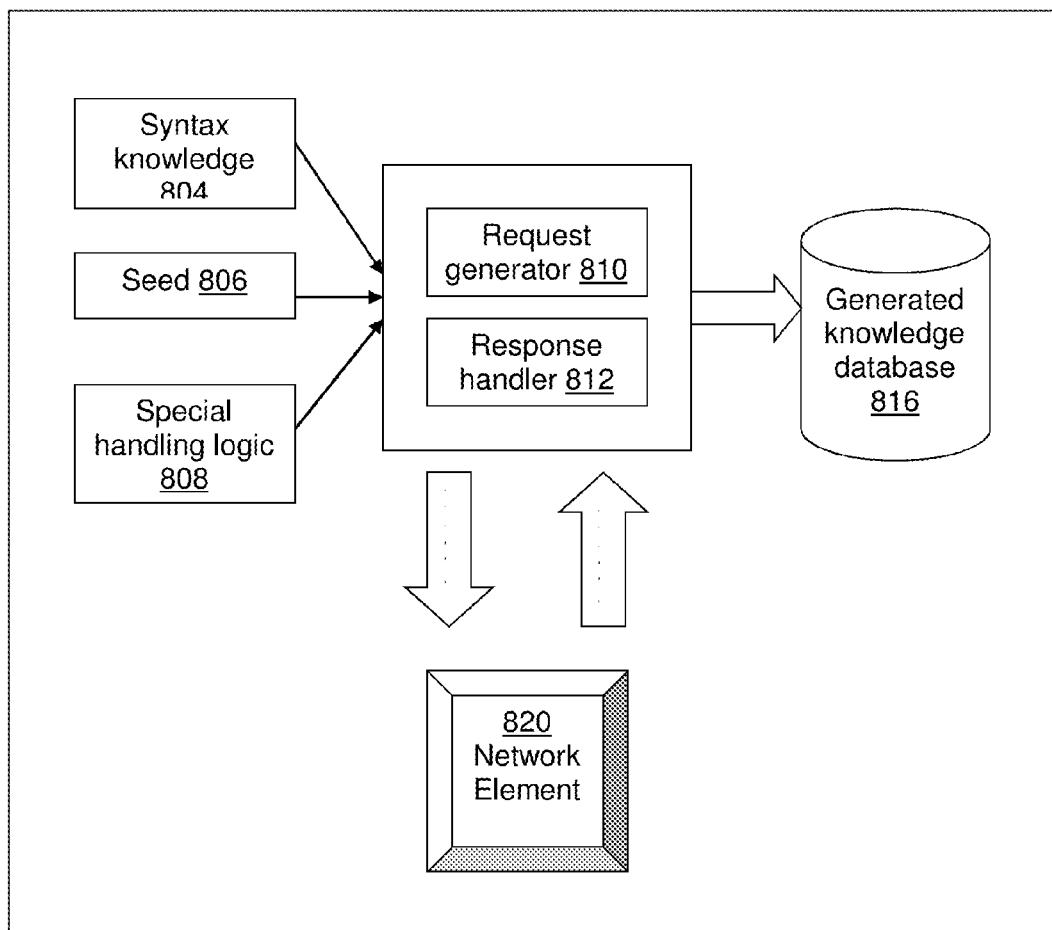 Syntax
knowledge
804
Seed 806
Special
handling logic
808
Request
generator 810
Response
handler 812
Generated
knowledge
database
816
820
Network
Element